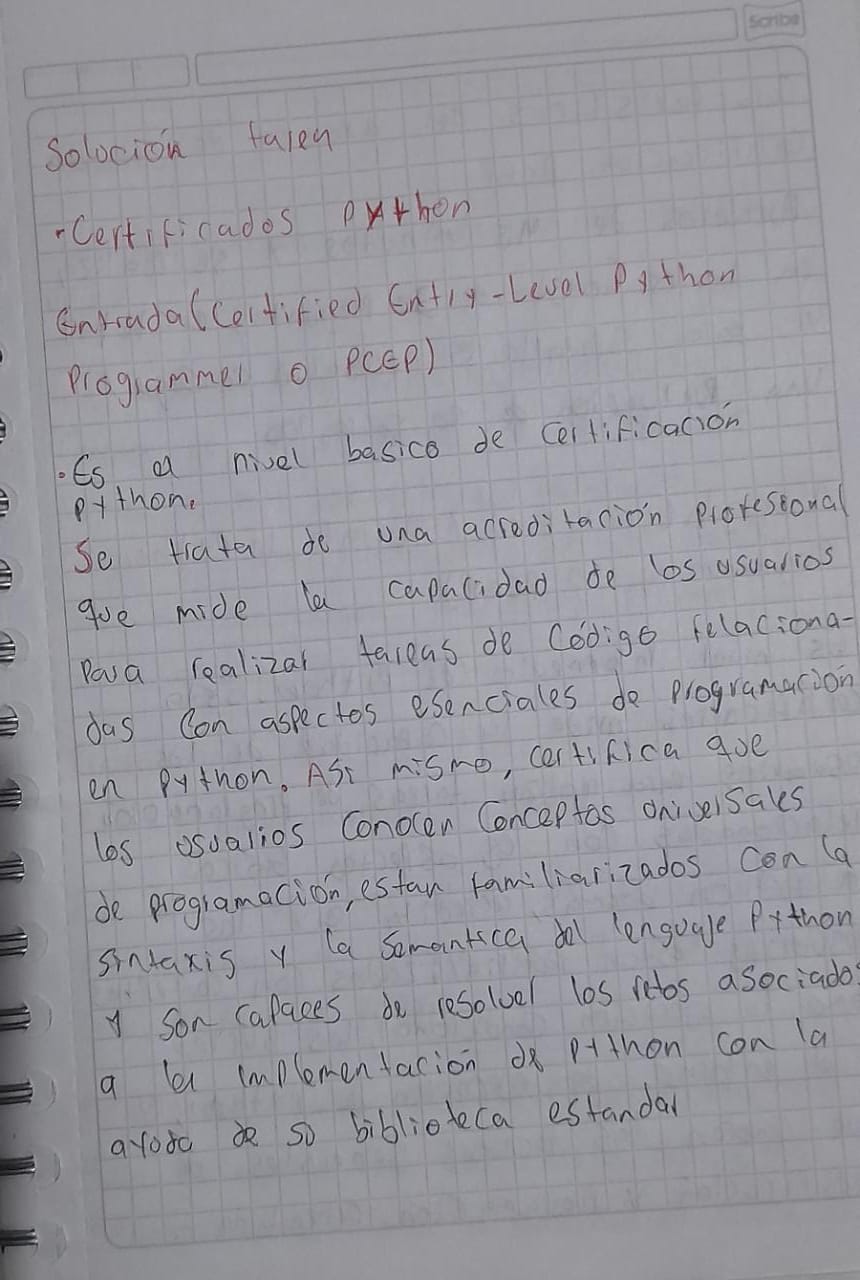 Scribe
Solocion tarea
• Certificados Python
Entrada (Certified Entry-Level Python
Programmer o PCEP)
• Es el nivel basico de certificación
python.
Se trata de una acreditación profesional
que mide la capacidad de los usuarios
para realizar tareas de código relaciona-
das con aspectos esenciales de programación
en python. Asi mismo, certifica que
los usuarios conocen conceptos universales
de programación, estan familiarizados con la
sintaxis y la semantica del lenguaje Python
y son capaces de resolver los retos asociados
a la implementación de python con la
ayuda de su biblioteca estandar